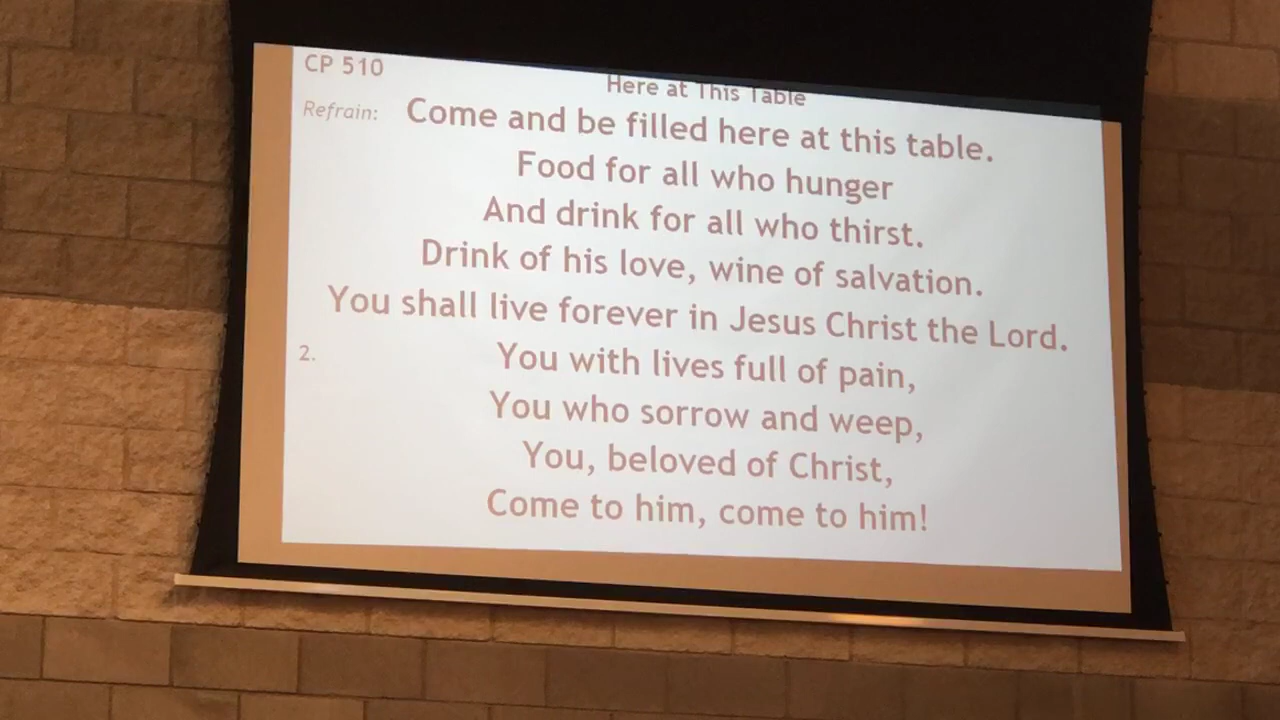 CP 510
Here at This Table
Refrain: Come and be filled here at this table.
Food for all who hunger
And drink for all who thirst.
Drink of his love, wine of salvation.
You shall live forever in Jesus Christ the Lord.
2. You with lives full of pain,
You who sorrow and weep,
You, beloved of Christ,
Come to him, come to him!